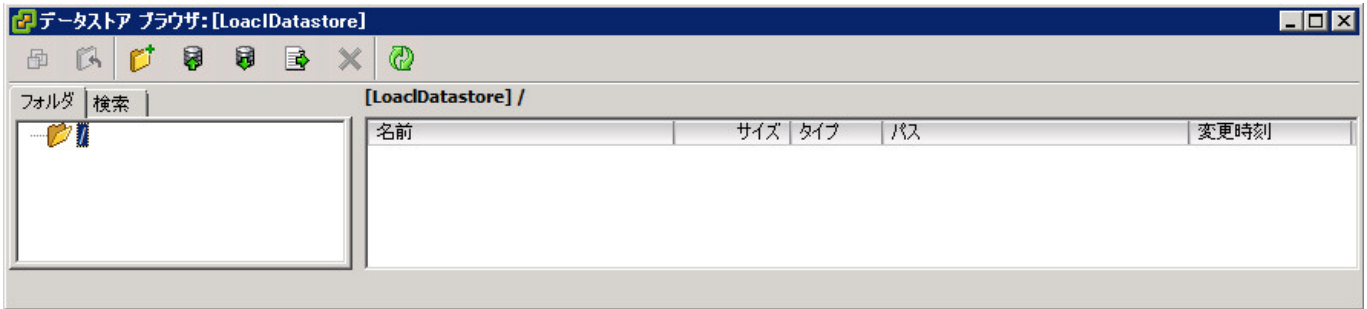 データストア ブラウザ: [LoaclDatastore]
フォルダ 検索 [LoaclDatastore] /
/
名前 サイズ タイプ パス 変更時刻